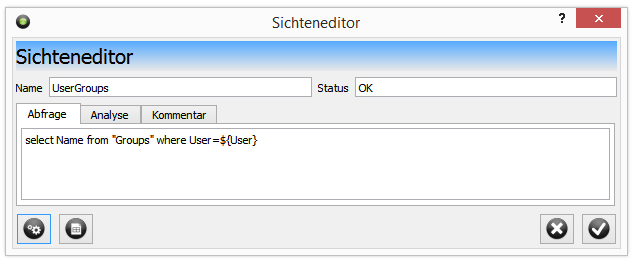 Sichteneditor
?
Sichteneditor
Name UserGroups Status OK
Abfrage Analyse Kommentar
select Name from "Groups" where User=${User}